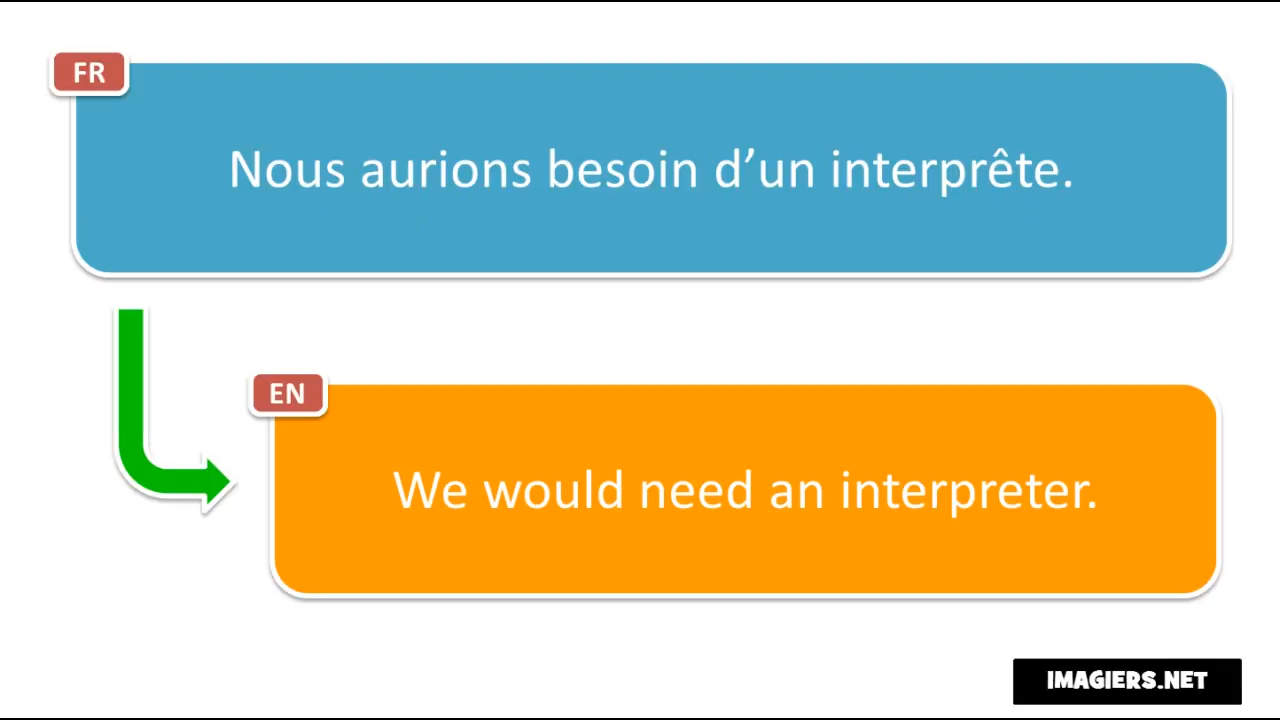 FR
Nous aurions besoin d’un interprête.
EN
We would need an interpreter.
IMAGIERS.NET